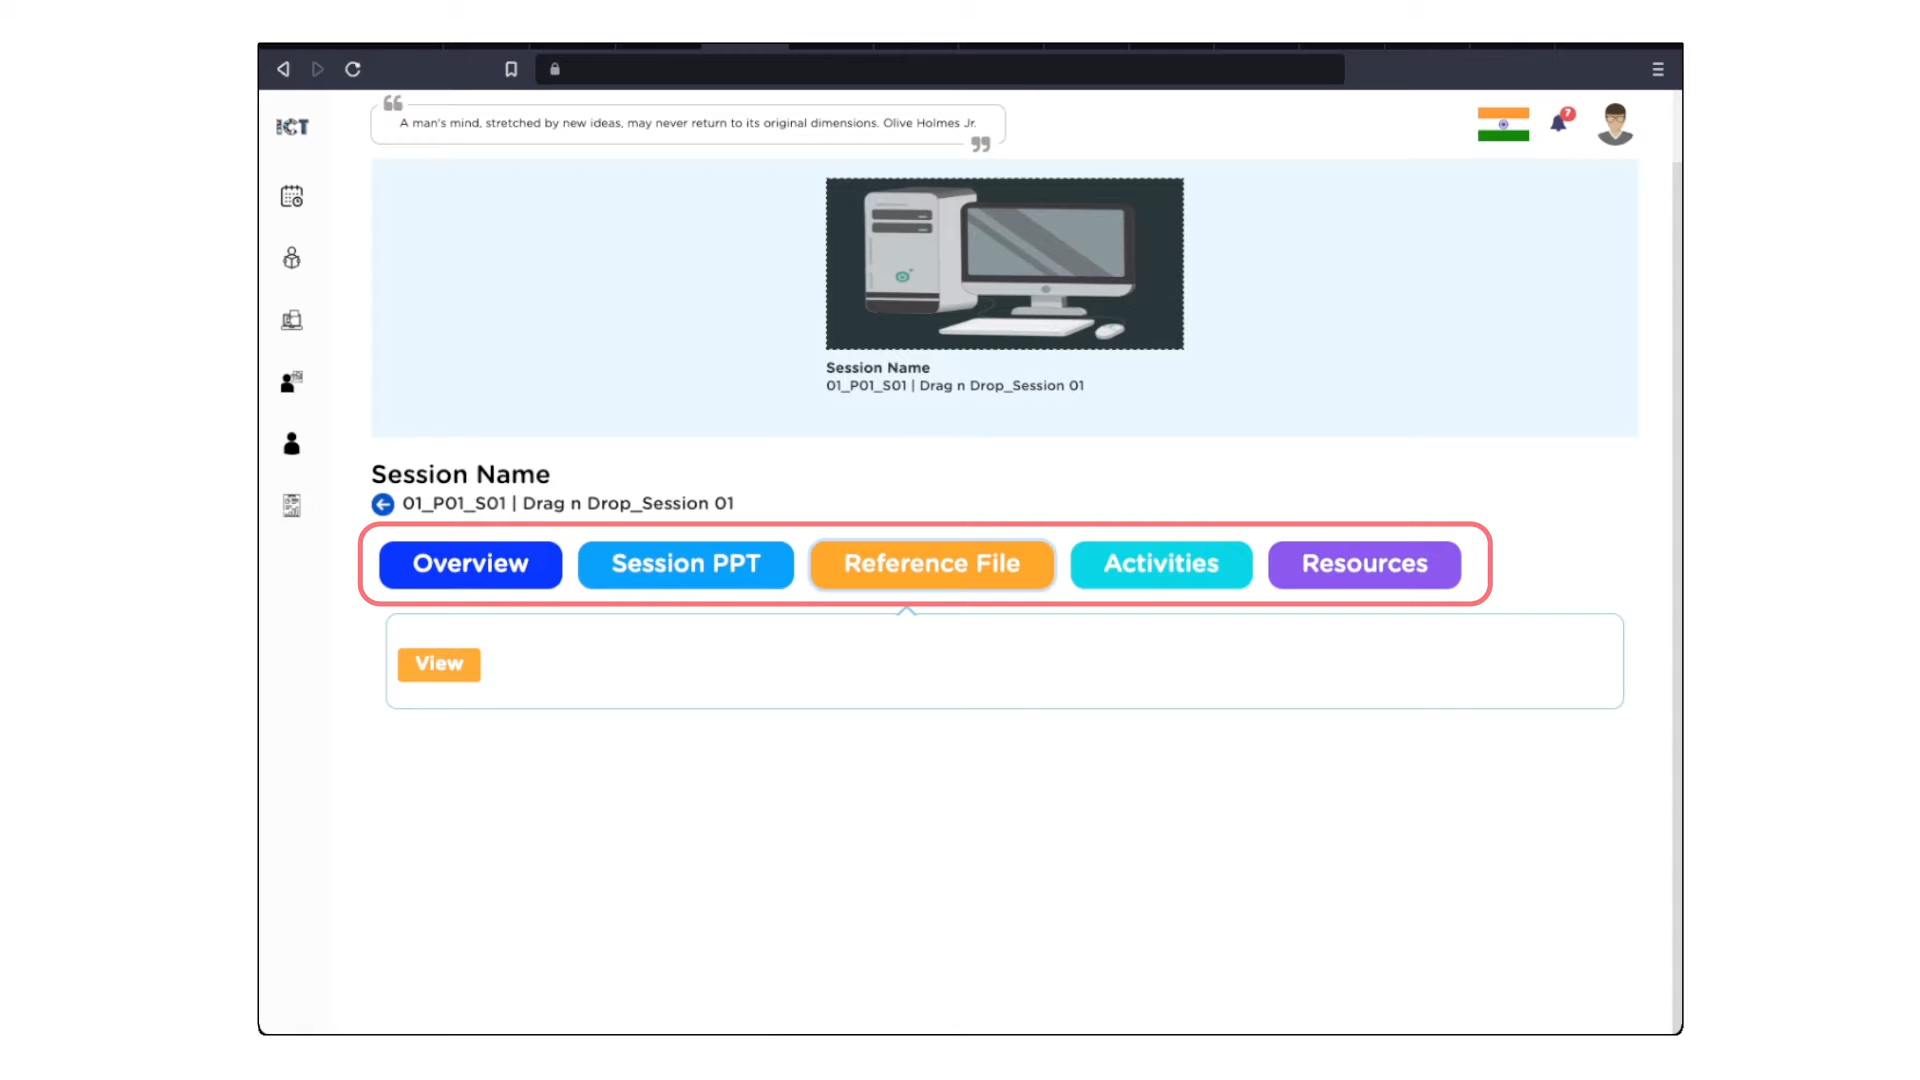 ICT
A man's mind, stretched by new ideas, may never return to its original dimensions. Olive Holmes Jr.
7
Session Name
01_P01_S01 | Drag n Drop_Session 01
Session Name
01_P01_S01 | Drag n Drop_Session 01
Overview
Session PPT
Reference File
Activities
Resources
View